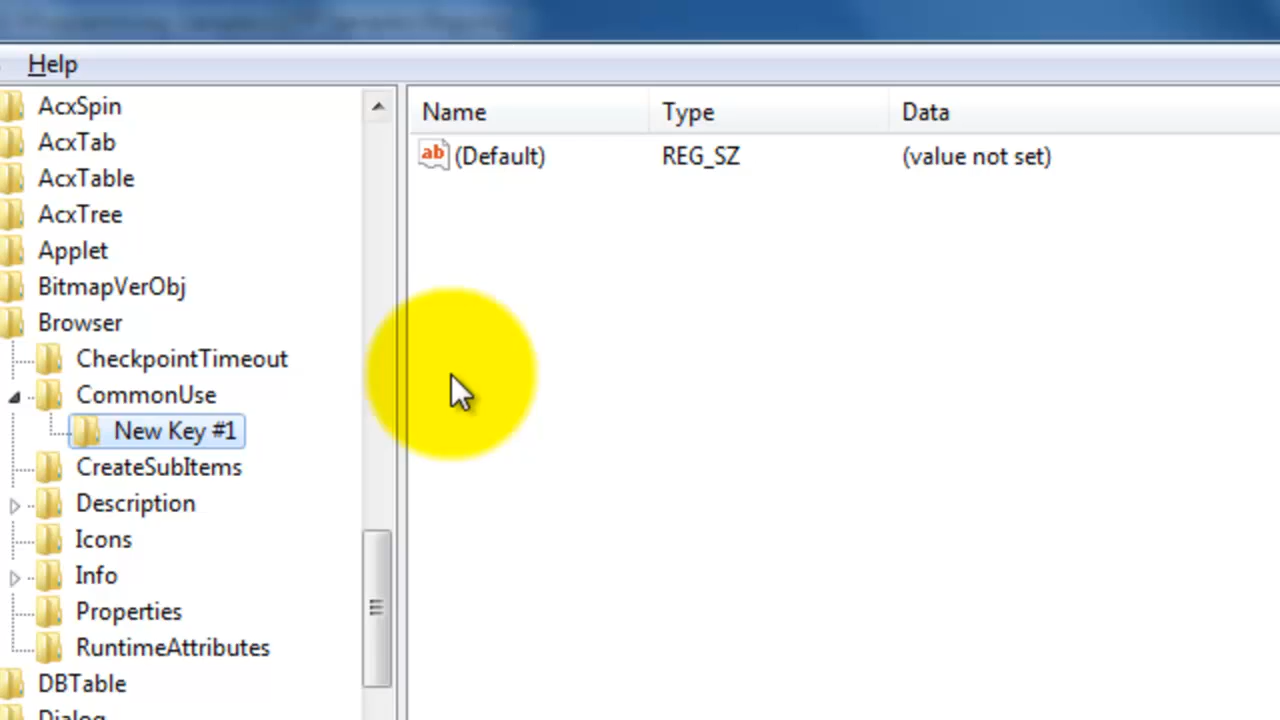 Help
Name Type Data
(Default) REG_SZ (value not set)
AcxSpin
AcxTab
AcxTable
AcxTree
Applet
BitmapVerObj
Browser
CheckpointTimeout
CommonUse
New Key #1
CreateSubItems
Description
Icons
Info
Properties
RuntimeAttributes
DBTable
Dialog